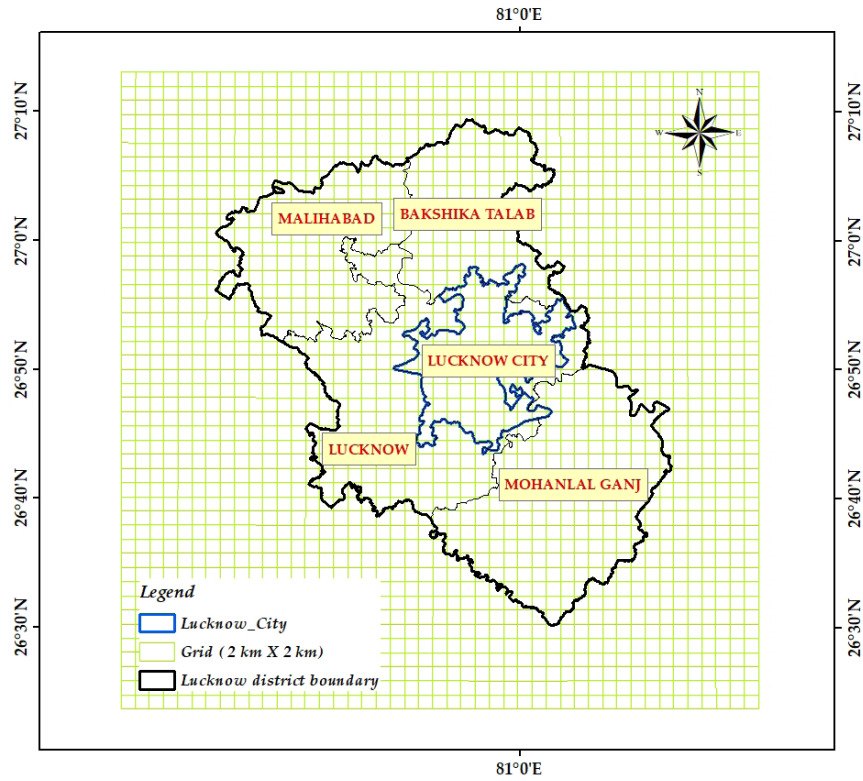 81°0'E
27°10'N
27°10'N
N
W
E
S
MALIHABAD
BAKSHIKA TALAB
27°0'N
27°0'N
LUCKNOW CITY
26°50'N
26°50'N
LUCKNOW
MOHANLAL GANJ
26°40'N
26°40'N
Legend
Lucknow_City
26°30'N
26°30'N
Grid (2 km X 2 km)
Lucknow district boundary
81°0'E